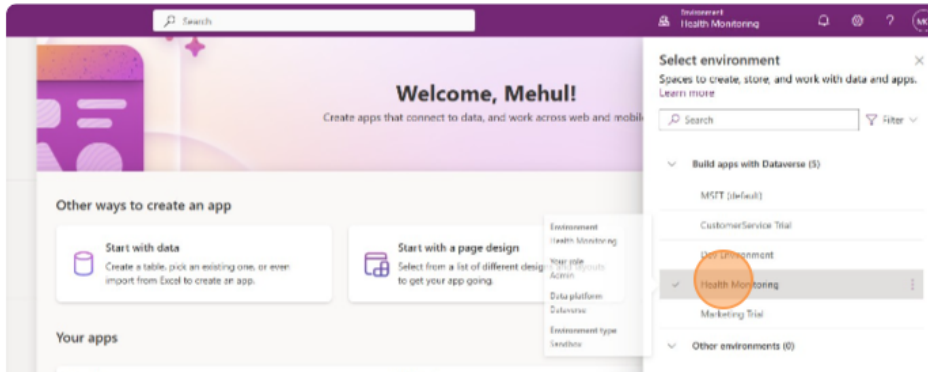 Search
Environment
Health Monitoring
?
MG
Welcome, Mehul!
Create apps that connect to data, and work across web and mobil
Other ways to create an app
Start with data
Create a table, pick an existing one, or even
import from Excel to create an app.
Start with a page design
Select from a list of different designs and layouts
to get your app going.
Your apps
Environment
Health Monitoring
Your role
Admin
Data platform
Dataverse
Environment type
Sandbox
Select environment
Spaces to create, store, and work with data and apps.
Learn more
Search
Filter
Build apps with Dataverse (5)
MSFT (default)
CustomerService Trial
Dev Environment
Health Monitoring
Marketing Trial
Other environments (0)